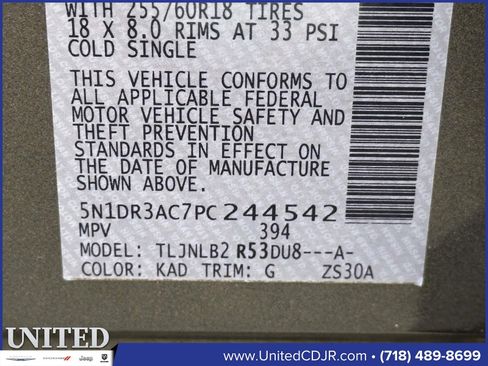 WITH 255/60R18 TIRES
18 X 8.0 RIMS AT 33 PSI
COLD SINGLE
THIS VEHICLE CONFORMS TO
ALL APPLICABLE FEDERAL
MOTOR VEHICLE SAFETY AND
THEFT PREVENTION
STANDARDS IN EFFECT ON
THE DATE OF MANUFACTURE
SHOWN ABOVE.
5N1DR3AC7PC244542
MPV 394
MODEL: TLJNLB2 R53DU8---A-
COLOR: KAD TRIM: G ZS30A
UNITED
Jeep
www.UnitedCDJR.com
(718) 489-8699